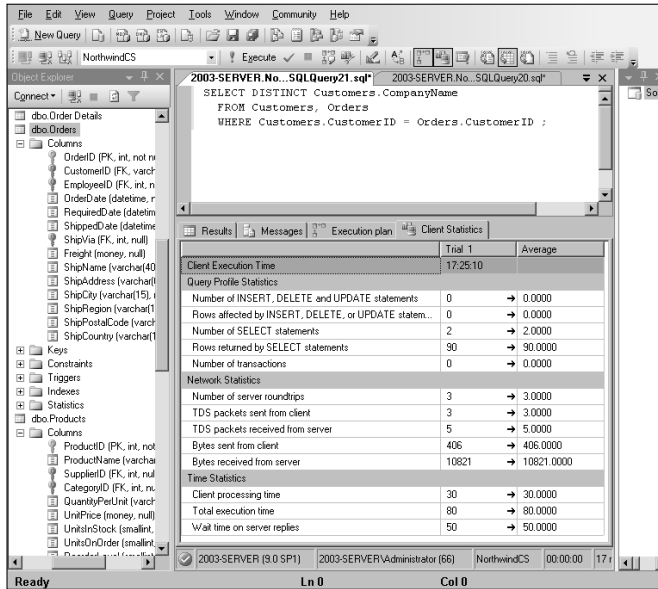 File Edit View Query Project Tools Window Community Help
New Query
NorthwindCS Execute
Object Explorer
Connect
dbo.Order Details
dbo.Orders
Columns
OrderID (PK, int, not nu
CustomerID (FK, varch
EmployeeID (FK, int, n
OrderDate (datetime, n
RequiredDate (datetim
ShippedDate (datetime
ShipVia (FK, int, null)
Freight (money, null)
ShipName (varchar(40
ShipAddress (varchar(
ShipCity (varchar(15),
ShipRegion (varchar(1
ShipPostalCode (varch
ShipCountry (varchar(1
Keys
Constraints
Triggers
Indexes
Statistics
dbo.Products
Columns
ProductID (PK, int, not
ProductName (varchar
SupplierID (FK, int, nul
CategoryID (FK, int, nu
QuantityPerUnit (varch
UnitPrice (money, null)
UnitsInStock (smallint,
UnitsOnOrder (smallint,
2003-SERVER.No...SQLQuery21.sql* 2003-SERVER.No...SQLQuery20.sql*
SELECT DISTINCT Customers.CompanyName
FROM Customers, Orders
WHERE Customers.CustomerID = Orders.CustomerID ;
Results Messages Execution plan Client Statistics
Trial 1 Average
Client Execution Time 17:25:10
Query Profile Statistics
Number of INSERT, DELETE and UPDATE statements 0 → 0.0000
Rows affected by INSERT, DELETE, or UPDATE statem... 0 → 0.0000
Number of SELECT statements 2 → 2.0000
Rows returned by SELECT statements 90 → 90.0000
Number of transactions 0 → 0.0000
Network Statistics
Number of server roundtrips 3 → 3.0000
TDS packets sent from client 3 → 3.0000
TDS packets received from server 5 → 5.0000
Bytes sent from client 406 → 406.0000
Bytes received from server 10821 → 10821.0000
Time Statistics
Client processing time 30 → 30.0000
Total execution time 80 → 80.0000
Wait time on server replies 50 → 50.0000
2003-SERVER (9.0 SP1) 2003-SERVER\Administrator (66) NorthwindCS 00:00:00 17 r
So
Ready Ln 0 Col 0